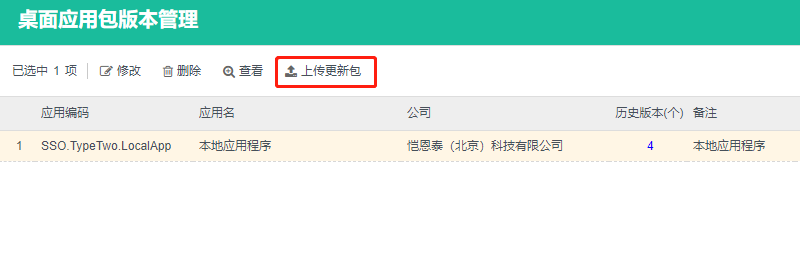 桌面应用包版本管理
已选中 1 项 修改 删除 查看 上传更新包
应用编码 应用名 公司 历史版本(个) 备注
1 SSO.TypeTwo.LocalApp 本地应用程序 恺恩泰（北京）科技有限公司 4 本地应用程序